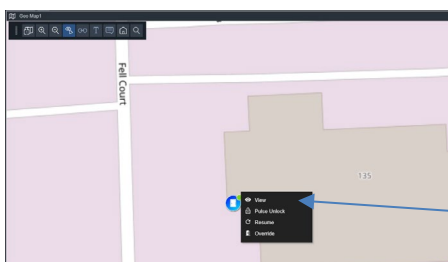 Geo Map1
Fell Court
135
View
Pulse Unlock
Resume
Override